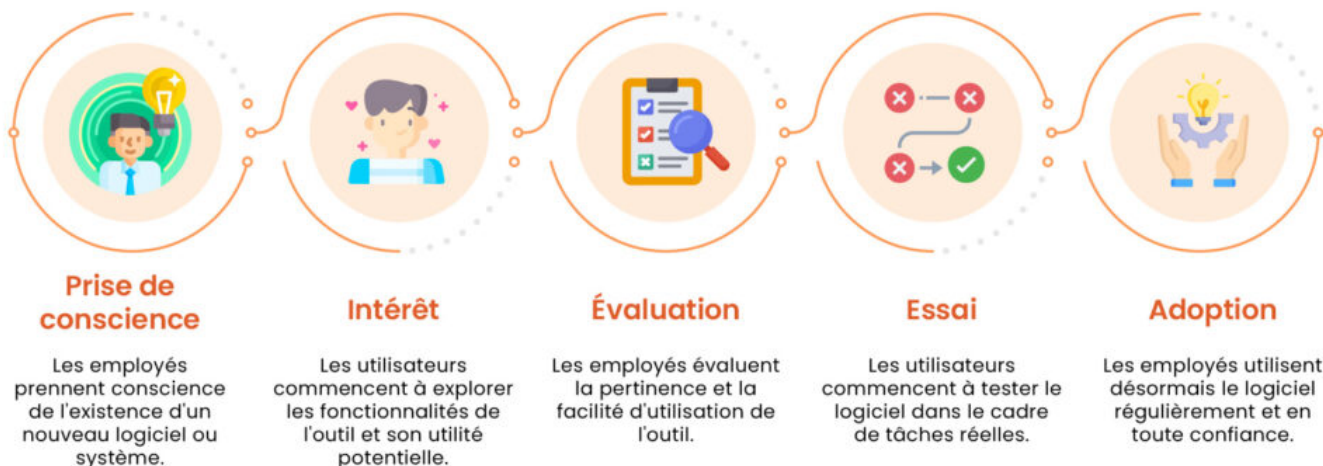 Prise de
conscience
Les employés
prennent conscience
de l'existence d'un
nouveau logiciel ou
système.
Intérêt
Les utilisateurs
commencent à explorer
les fonctionnalités de
l'outil et son utilité
potentielle.
Évaluation
Les employés évaluent
la pertinence et la
facilité d'utilisation de
l'outil.
Essai
Les utilisateurs
commencent à tester le
logiciel dans le cadre
de tâches réelles.
Adoption
Les employés utilisent
désormais le logiciel
régulièrement et en
toute confiance.